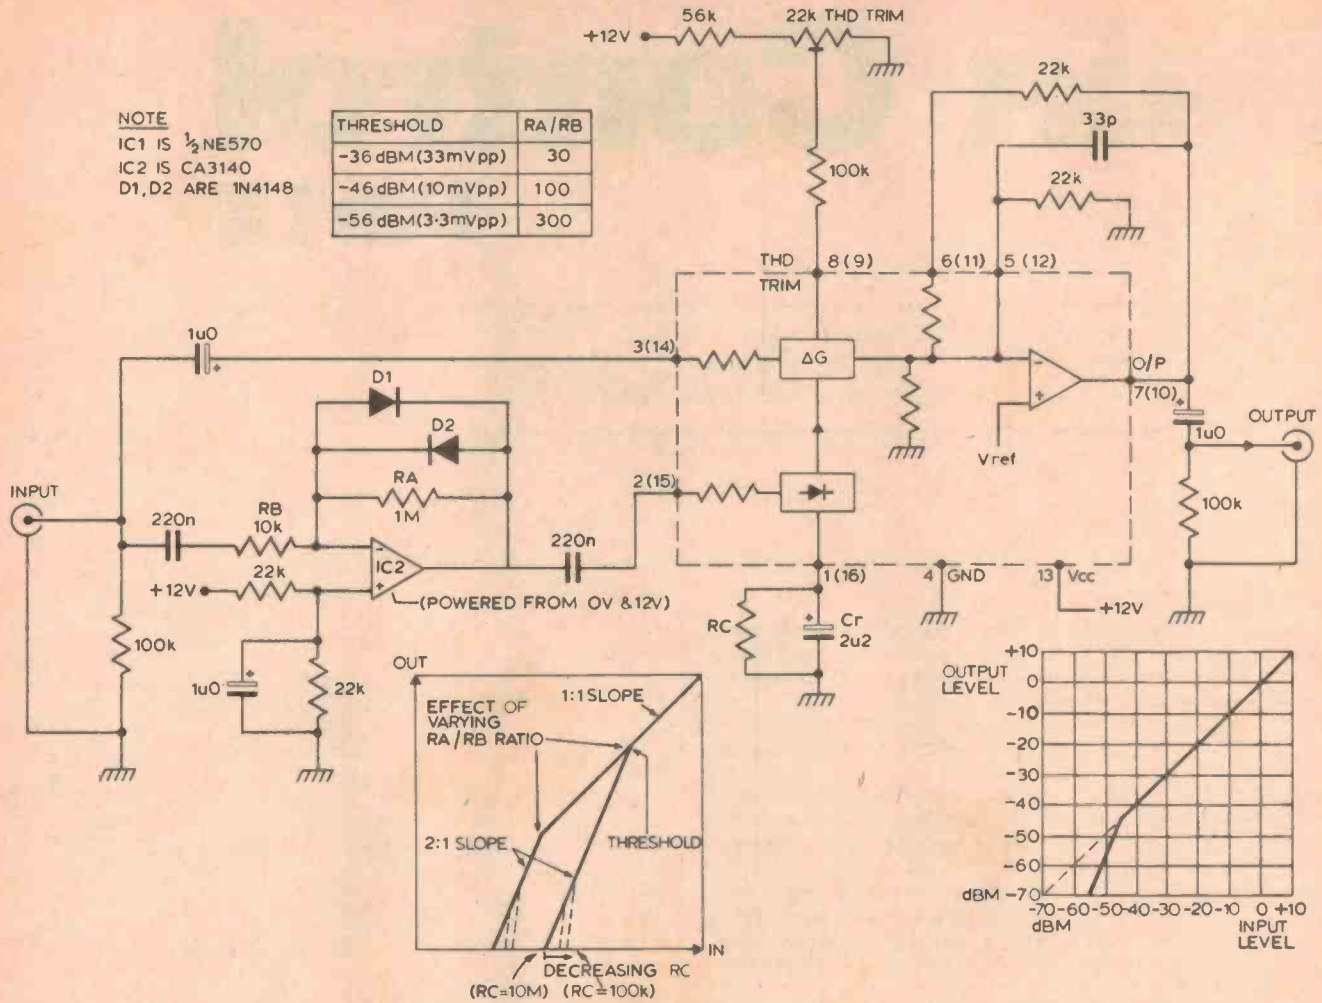 +12V
56k
22k THD TRIM
NOTE
IC1 IS ½NE570
IC2 IS CA3140
D1,D2 ARE 1N4148
THRESHOLD RA/RB
-36 dBM(33mVpp) 30
-46 dBM(10mVpp) 100
-56 dBM(3·3mVpp) 300
100k
22k
33p
22k
THD
TRIM
8(9)
6(11)
5(12)
1u0
+
3(14)
ΔG
-
+
O/P
7(10)
D1
D2
RA
1M
Vref
+
1u0
OUTPUT
INPUT
2(15)
220n
RB
10k
-
IC2
+
220n
100k
+12V
22k
(POWERED FROM 0V &12V)
1(16)
4 GND
13 Vcc
+12V
100k
1u0
+
22k
RC
+
Cr
2u2
OUT
EFFECT OF
VARYING
RA/RB RATIO
1:1 SLOPE
2:1 SLOPE
THRESHOLD
IN
DECREASING RC
(RC=10M) (RC=100k)
OUTPUT
LEVEL
+10
0
-10
-20
-30
-40
-50
-60
dBM -70
-70 -60 -50 -40 -30 -20 -10 0 +10
dBM
INPUT
LEVEL